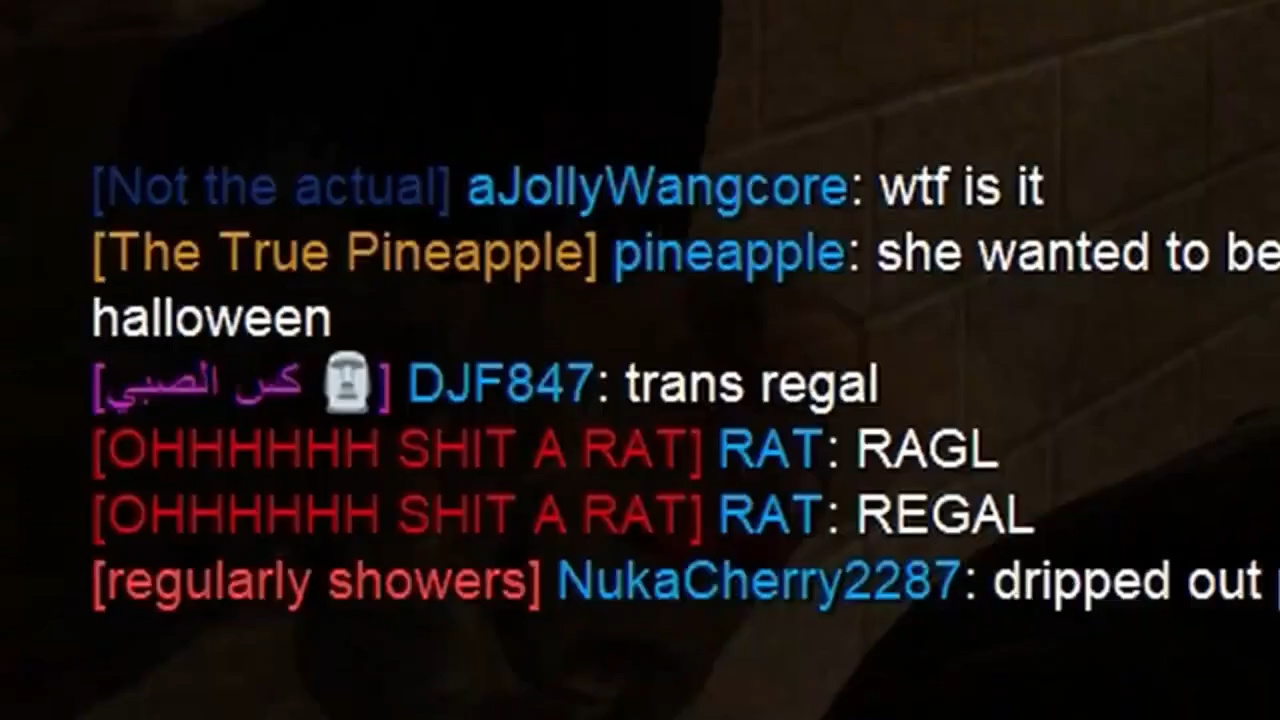 [Not the actual] aJollyWangcore: wtf is it
[The True Pineapple] pineapple: she wanted to be
halloween
[كس الصبي 🗿] DJF847: trans regal
[OHHHHHH SHIT A RAT] RAT: RAGL
[OHHHHHH SHIT A RAT] RAT: REGAL
[regularly showers] NukaCherry2287: dripped out